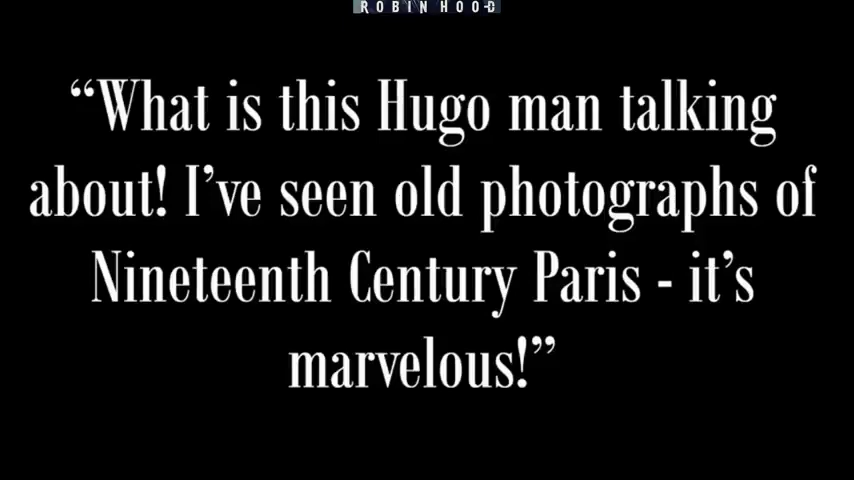 ROBIN HOOD
“What is this Hugo man talking
about! I’ve seen old photographs of
Nineteenth Century Paris - it’s
marvelous!”